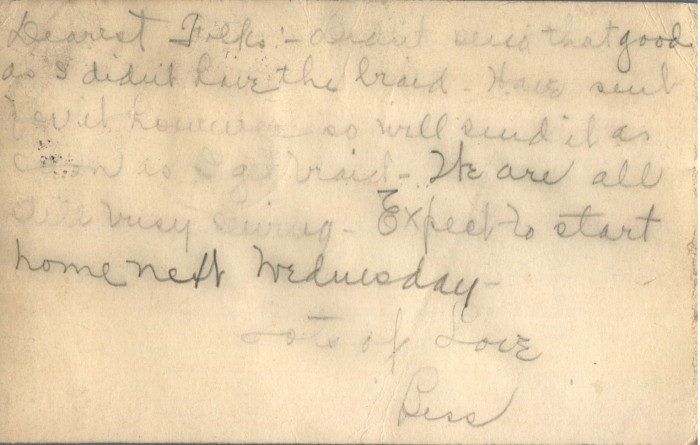 Dearest Folks:- didn't send that good
as I didn't have the braid - Have sent
for it however so will send it as
soon as I get braid - We are all
still busy sewing - Expect to start
home next Wednesday -
Lots of Love
Bess